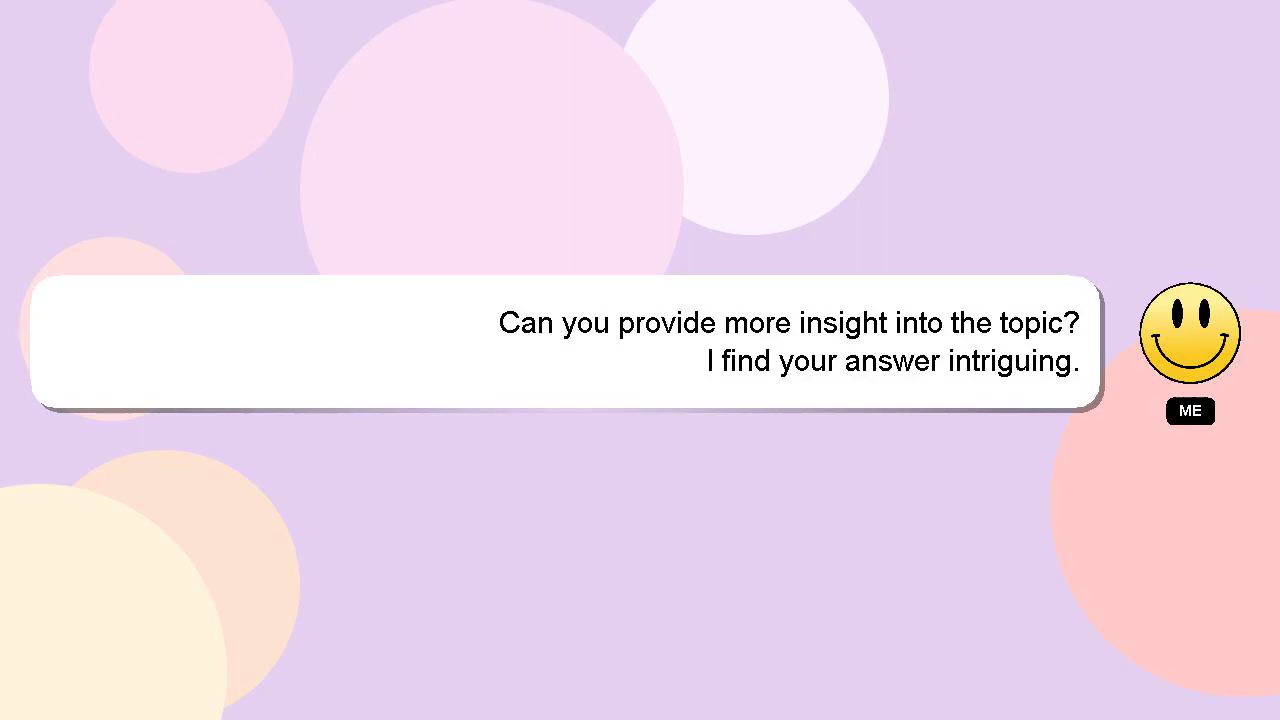 Can you provide more insight into the topic?
I find your answer intriguing.
ME